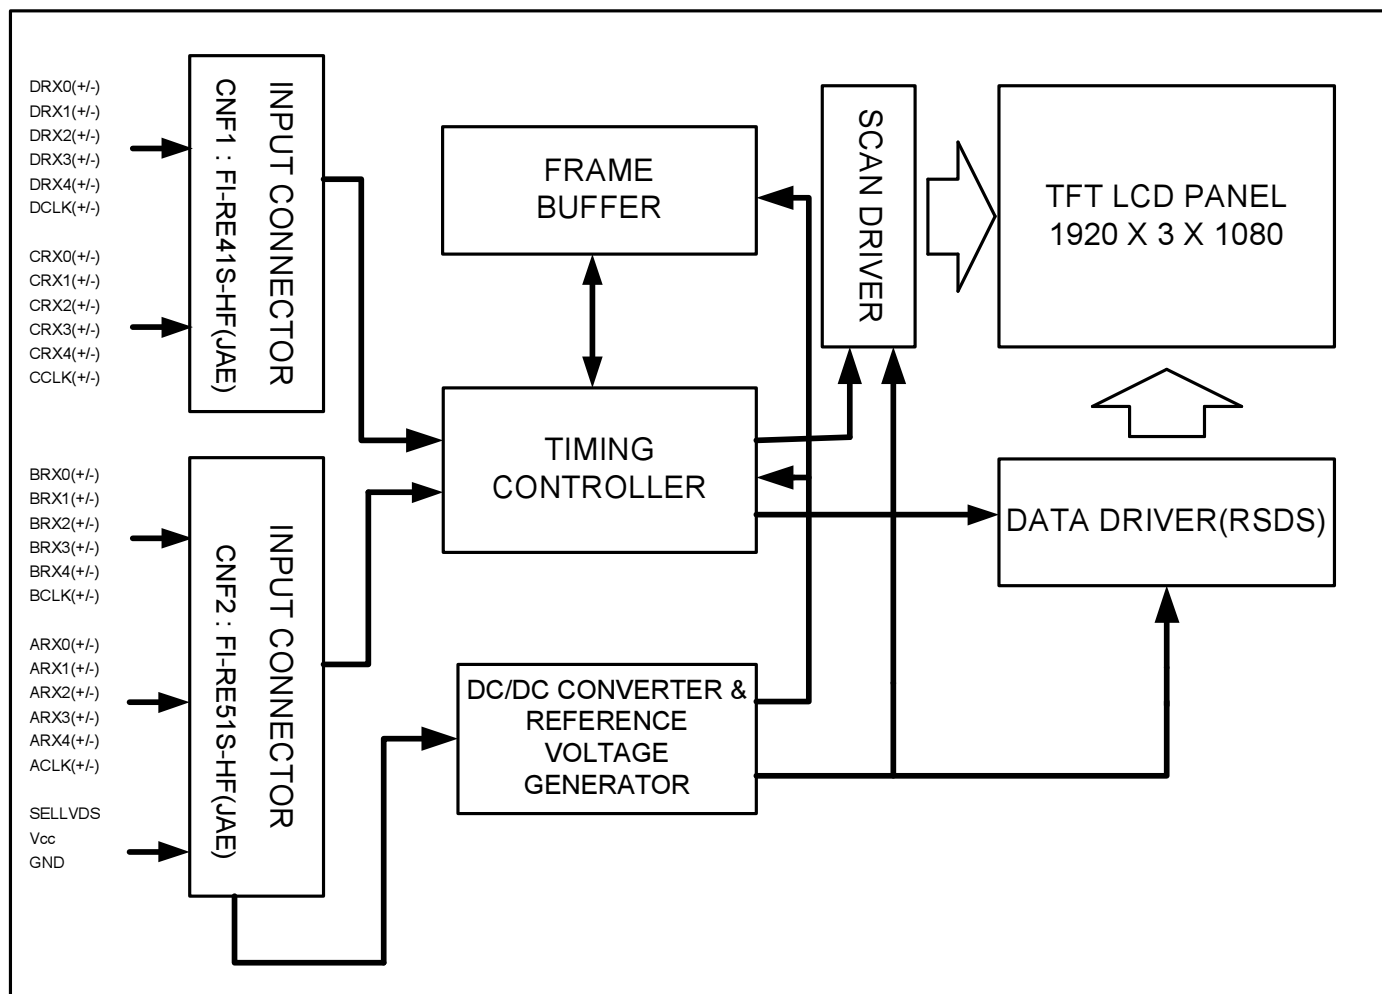 DRX0(+/-)
DRX1(+/-)
DRX2(+/-)
DRX3(+/-)
DRX4(+/-)
DCLK(+/-)
CRX0(+/-)
CRX1(+/-)
CRX2(+/-)
CRX3(+/-)
CRX4(+/-)
CCLK(+/-)
INPUT CONNECTOR
CNF1 : FI-RE41S-HF(JAE)
BRX0(+/-)
BRX1(+/-)
BRX2(+/-)
BRX3(+/-)
BRX4(+/-)
BCLK(+/-)
ARX0(+/-)
ARX1(+/-)
ARX2(+/-)
ARX3(+/-)
ARX4(+/-)
ACLK(+/-)
SELLVDS
Vcc
GND
INPUT CONNECTOR
CNF2 : FI-RE51S-HF(JAE)
FRAME
BUFFER
TIMING
CONTROLLER
DC/DC CONVERTER &
REFERENCE
VOLTAGE
GENERATOR
SCAN DRIVER
TFT LCD PANEL
1920 X 3 X 1080
DATA DRIVER(RSDS)